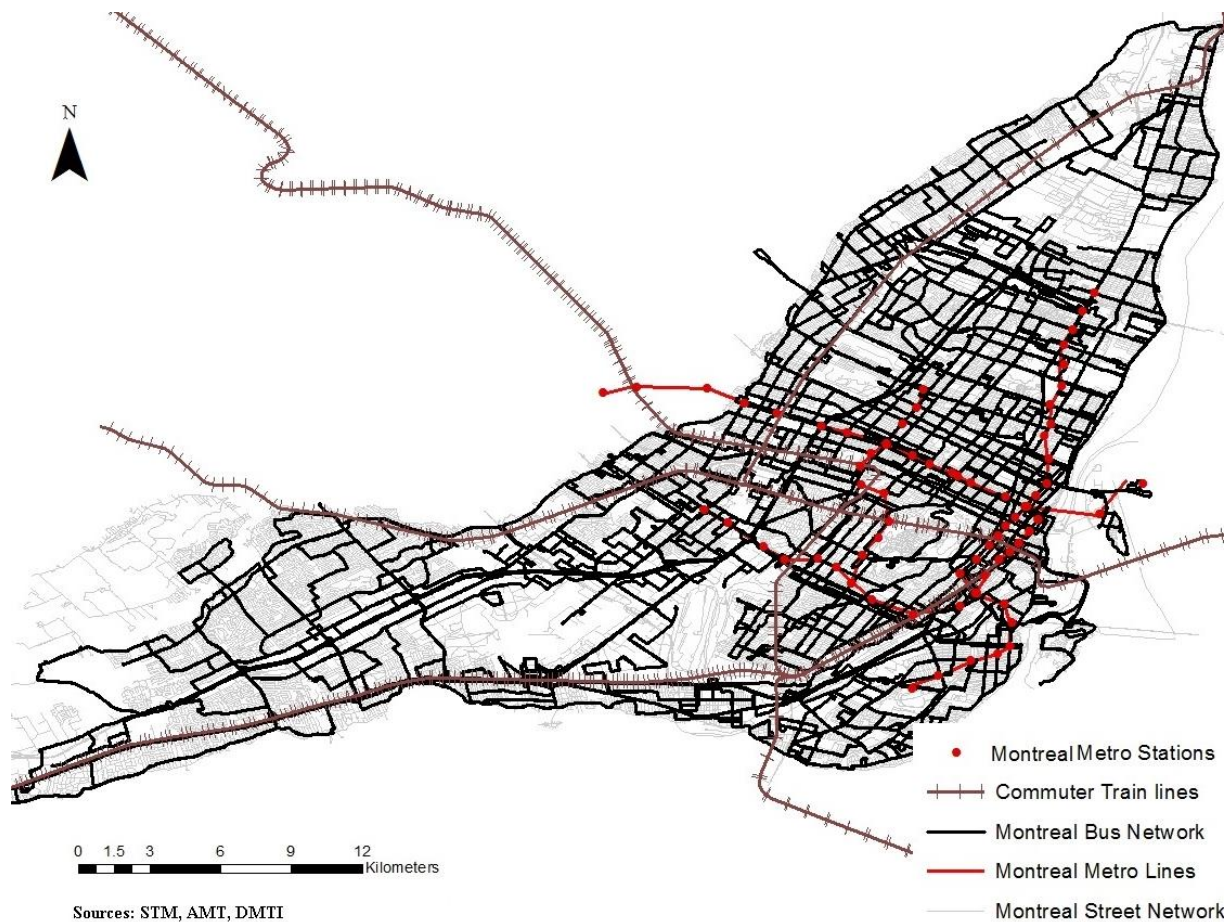 N
Montreal Metro Stations
Commuter Train lines
Montreal Bus Network
Montreal Metro Lines
Montreal Street Network
0 1.5 3 6 9 12
Kilometers
Sources: STM, AMT, DMTI